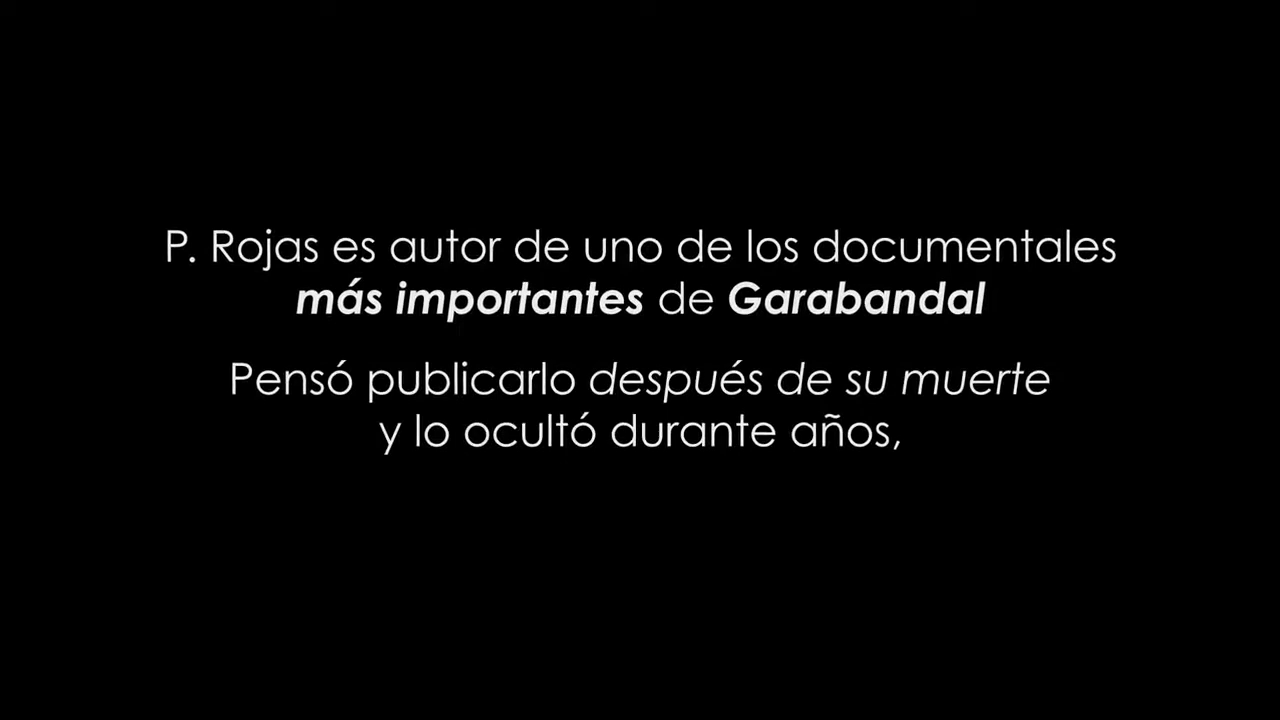 P. Rojas es autor de uno de los documentales
más importantes de Garabandal
Pensó publicarlo después de su muerte
y lo ocultó durante años,